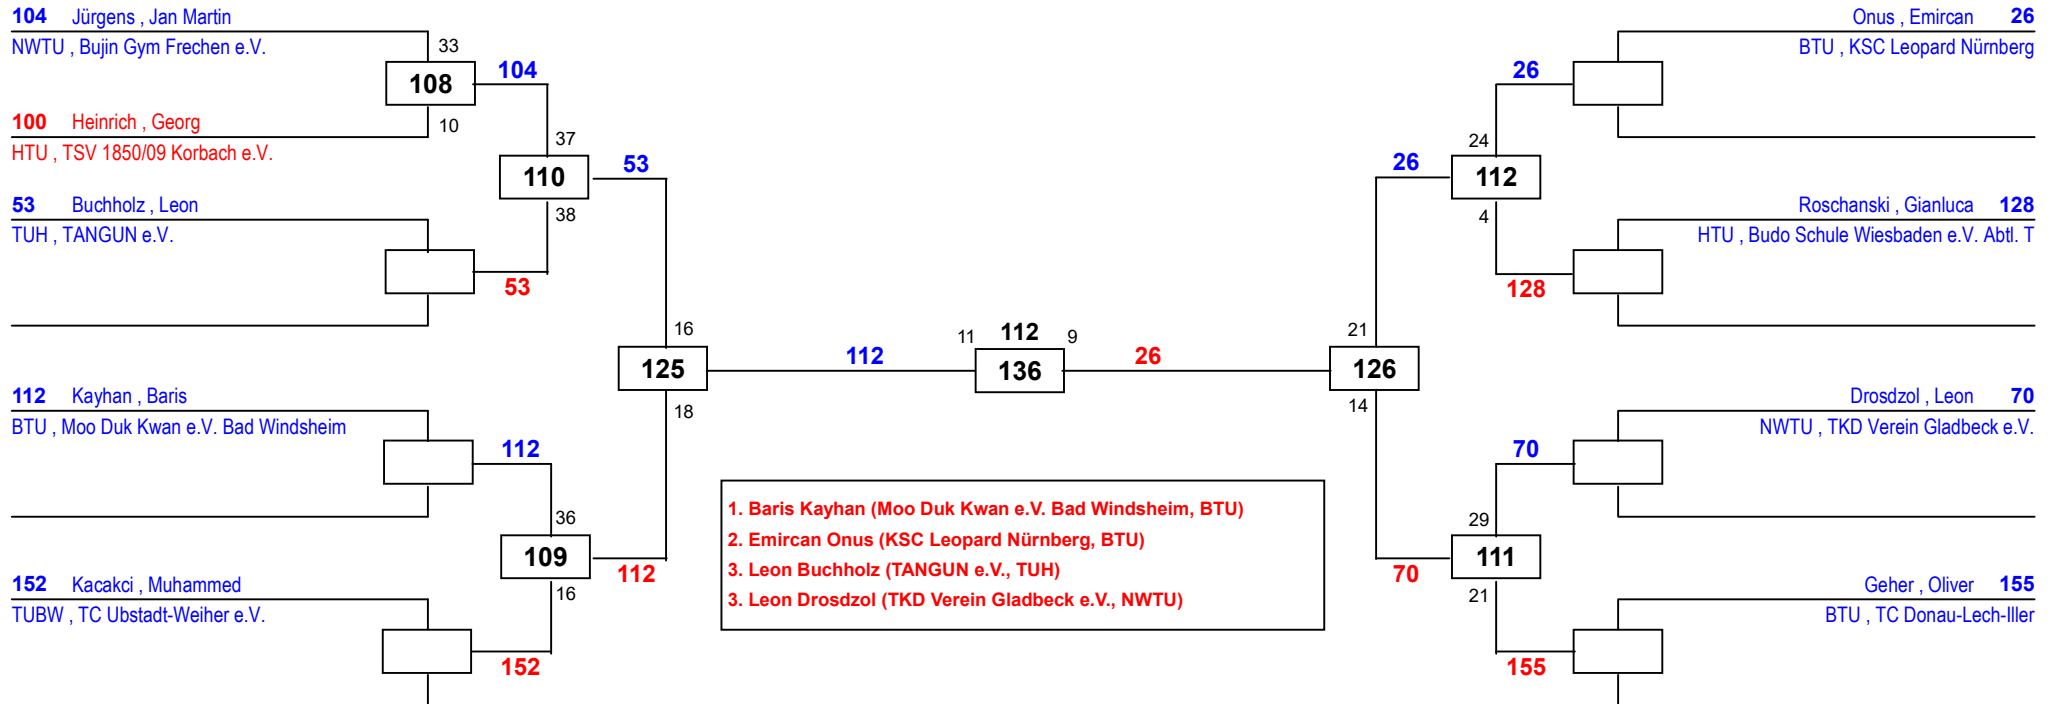 104 Jürgens , Jan Martin
NWTU , Bujin Gym Frechen e.V.
33
108
104
100 Heinrich , Georg
10
HTU , TSV 1850/09 Korbach e.V.
37
110
53
53 Buchholz , Leon
38
TUH , TANGUN e.V.
53
16
125
112
18
112 Kayhan , Baris
BTU , Moo Duk Kwan e.V. Bad Windsheim
112
36
109
112
152 Kacakci , Muhammed
16
TUBW , TC Ubstadt-Weiher e.V.
152
11 112 9
136
26
1. Baris Kayhan (Moo Duk Kwan e.V. Bad Windsheim, BTU)
2. Emircan Onus (KSC Leopard Nürnberg, BTU)
3. Leon Buchholz (TANGUN e.V., TUH)
3. Leon Drosdzol (TKD Verein Gladbeck e.V., NWTU)
Onus , Emircan 26
BTU , KSC Leopard Nürnberg
26
24
26
112
4
Roschanski , Gianluca 128
HTU , Budo Schule Wiesbaden e.V. Abtl. T
128
21
126
14
Drosdzol , Leon 70
NWTU , TKD Verein Gladbeck e.V.
70
29
111
70
21
Geher , Oliver 155
BTU , TC Donau-Lech-Iller
155